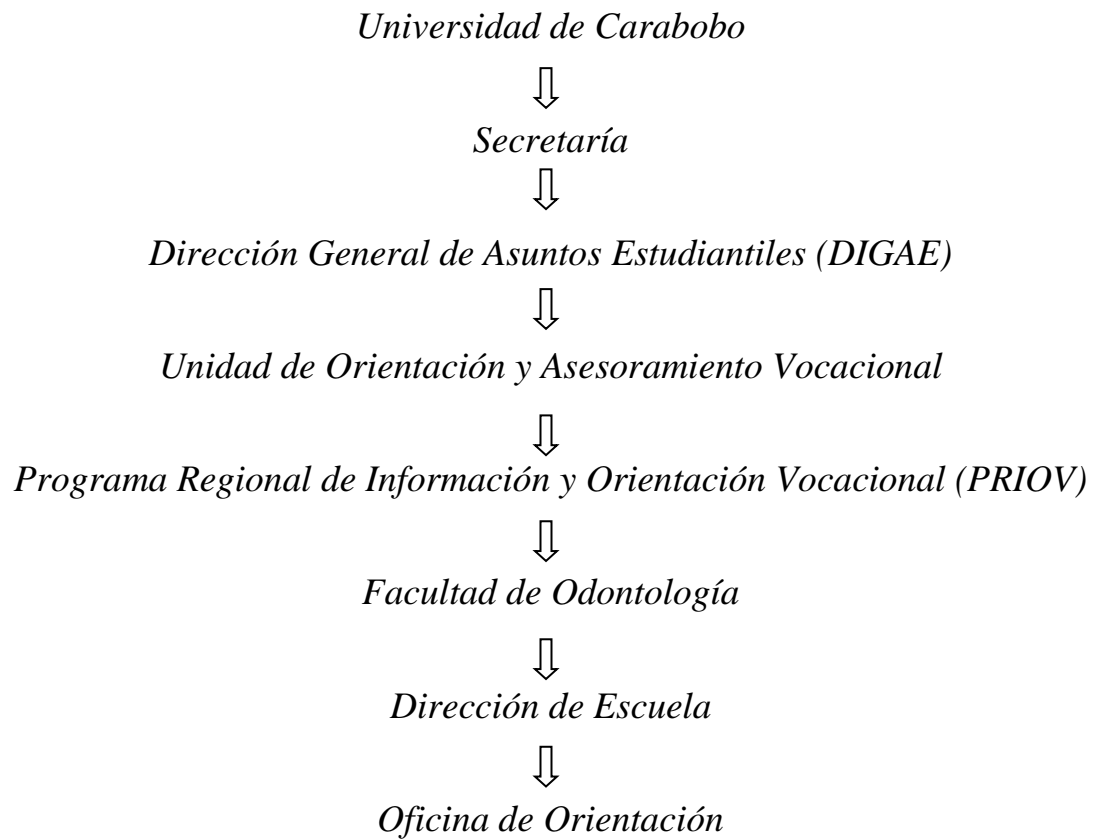 Universidad de Carabobo
Secretaría
Dirección General de Asuntos Estudiantiles (DIGAE)
Unidad de Orientación y Asesoramiento Vocacional
Programa Regional de Información y Orientación Vocacional (PRIOV)
Facultad de Odontología
Dirección de Escuela
Oficina de Orientación